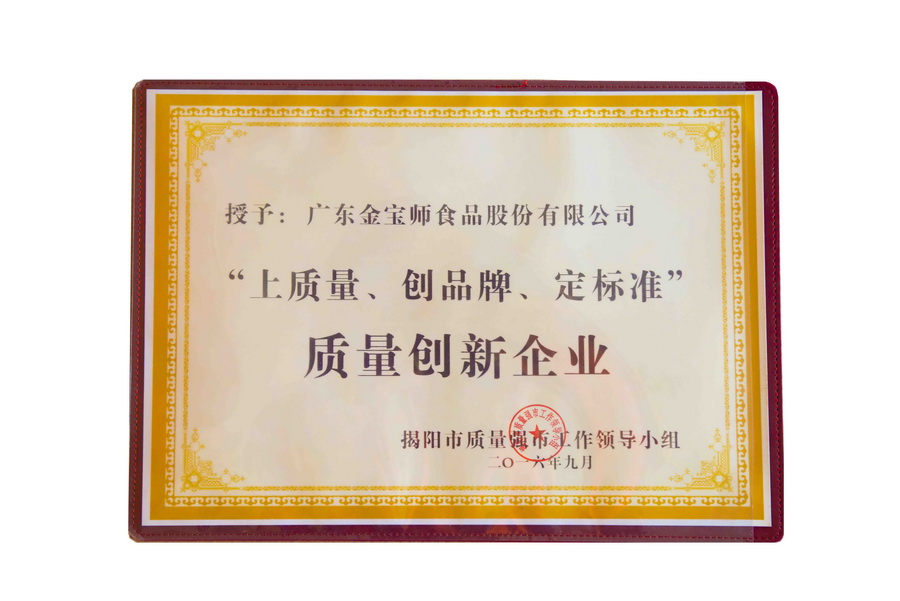 授予：广东金宝师食品股份有限公司
“上质量、创品牌、定标准”
质量创新企业
揭阳市质量强市工作领导小组
二〇一六年九月